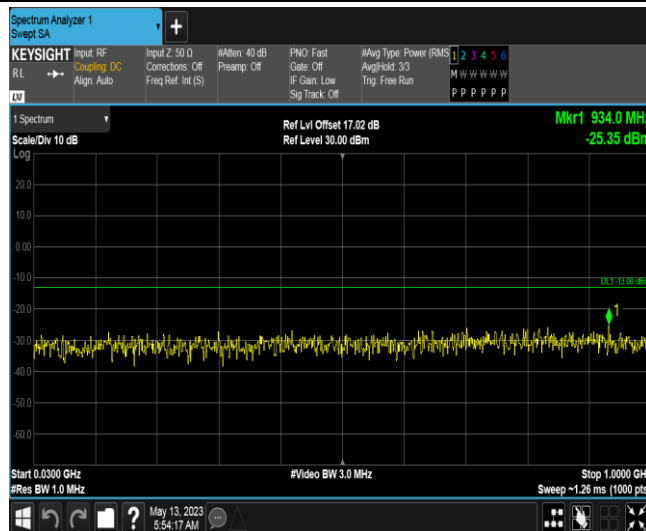 Spectrum Analyzer 1
Swept SA
+
KEYSIGHT
RL
LXI
Input: RF
Coupling: DC
Align: Auto
Input Z: 50 Ω
Corrections: Off
Freq Ref: Int (S)
#Atten: 40 dB
Preamp: Off
PNO: Fast
Gate: Off
IF Gain: Low
Sig Track: Off
#Avg Type: Power (RMS
Avg|Hold: 3/3
Trig: Free Run
1 2 3 4 5 6
M W W W W W
P P P P P P
1 Spectrum
Scale/Div 10 dB
Log
Ref Lvl Offset 17.02 dB
Ref Level 30.00 dBm
Mkr1 934.0 MHz
-25.35 dBm
20.0
10.0
0.00
-10.0
DL1 -13.00 dBm
-20.0
1
-30.0
-40.0
-50.0
-60.0
Start 0.0300 GHz
#Res BW 1.0 MHz
#Video BW 3.0 MHz
Stop 1.0000 GHz
Sweep ~1.26 ms (1000 pts
?
May 13, 2023
5:54:17 AM